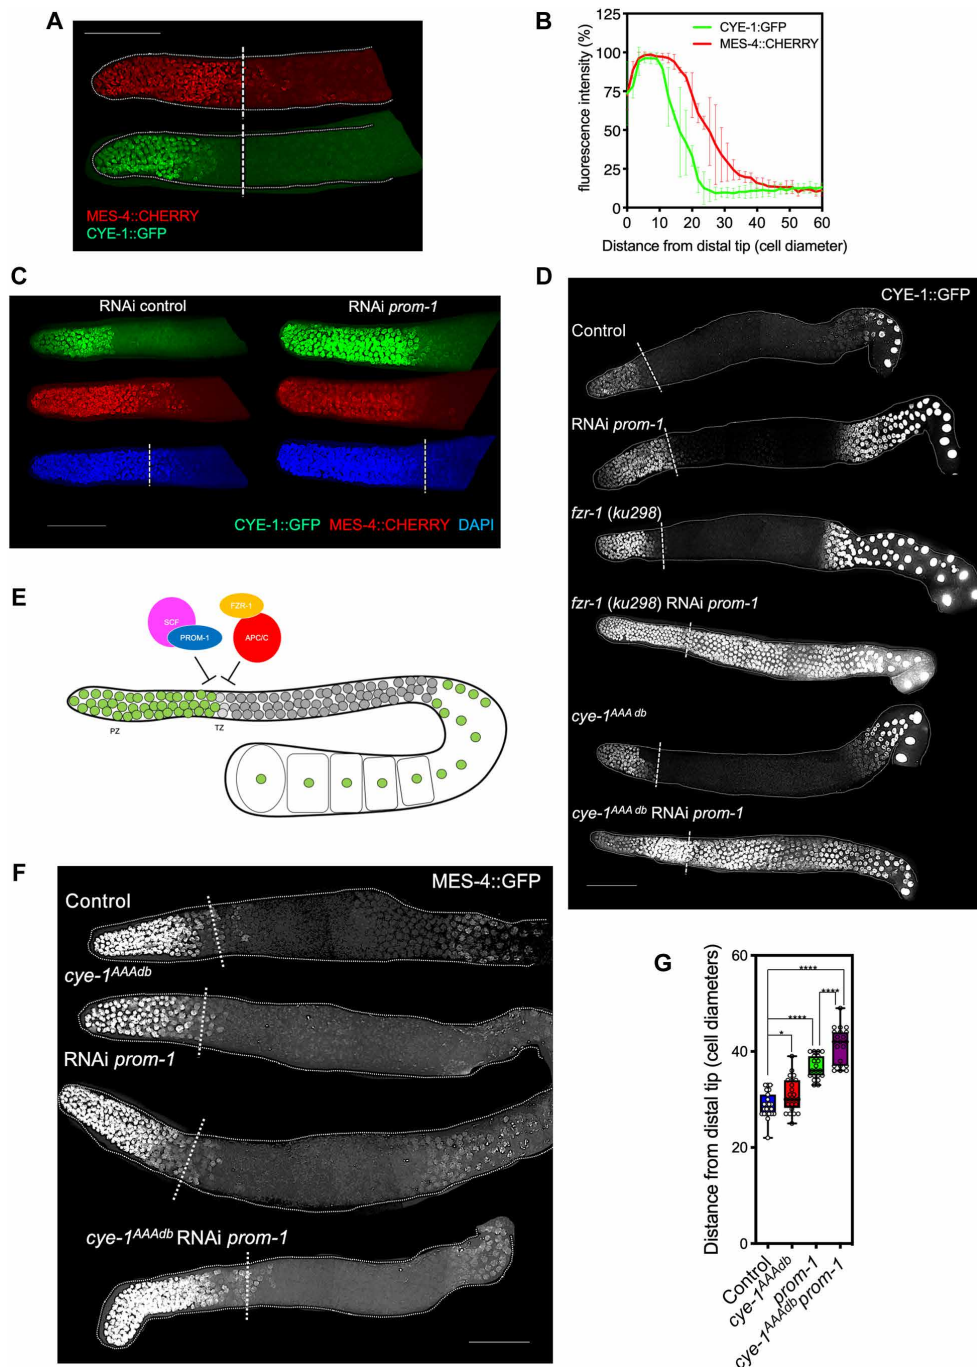 A
MES-4::CHERRY
CYE-1::GFP
B
CYE-1:GFP
MES-4::CHERRY
fluorescence intensity (%)
125
100
75
50
25
0
0 10 20 30 40 50 60
Distance from distal tip (cell diameter)
C
RNAi control
RNAi prom-1
CYE-1::GFP MES-4::CHERRY DAPI
D
CYE-1::GFP
Control
RNAi prom-1
fzr-1 (ku298)
fzr-1 (ku298) RNAi prom-1
cye-1AAA db
cye-1AAA db RNAi prom-1
E
SCF
PROM-1
FZR-1
APC/C
PZ
TZ
F
MES-4::GFP
Control
cye-1AAAdb
RNAi prom-1
cye-1AAAdb RNAi prom-1
G
Distance from distal tip (cell diameters)
60
40
20
0
****
****
****
*
Control
cye-1AAAdb
prom-1
cye-1AAAdb prom-1